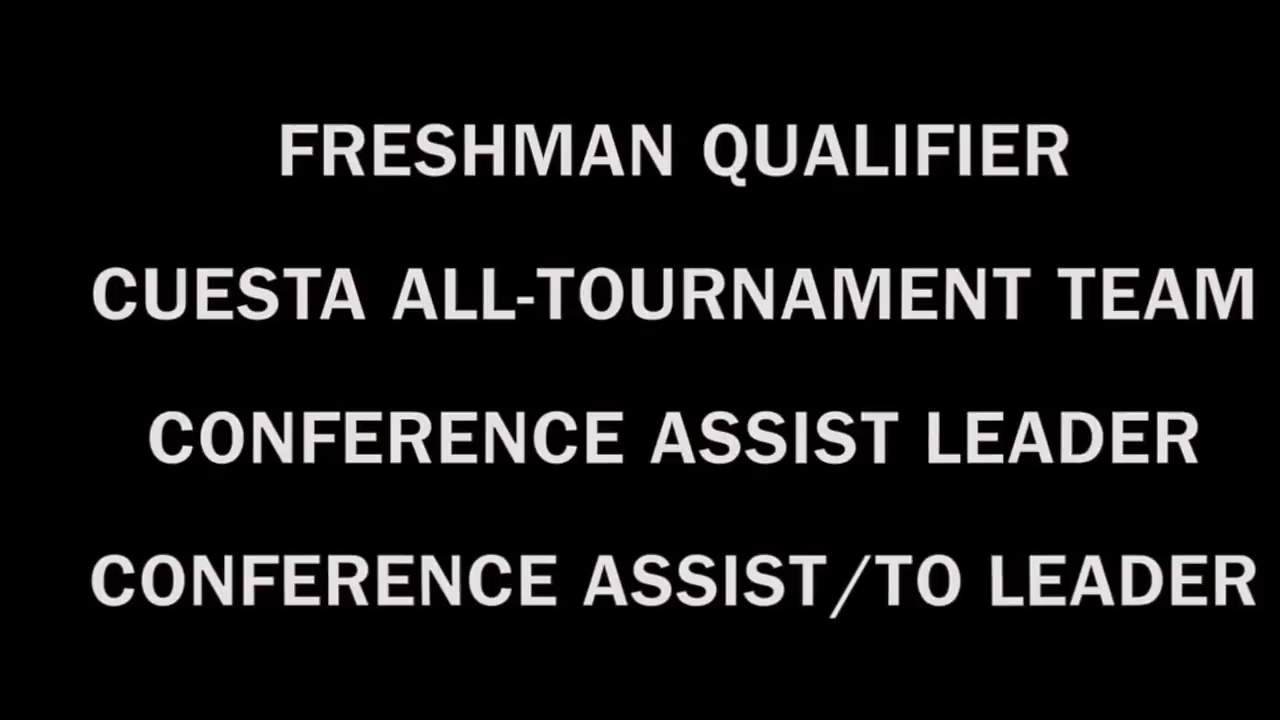 FRESHMAN QUALIFIER
CUESTA ALL-TOURNAMENT TEAM
CONFERENCE ASSIST LEADER
CONFERENCE ASSIST/TO LEADER